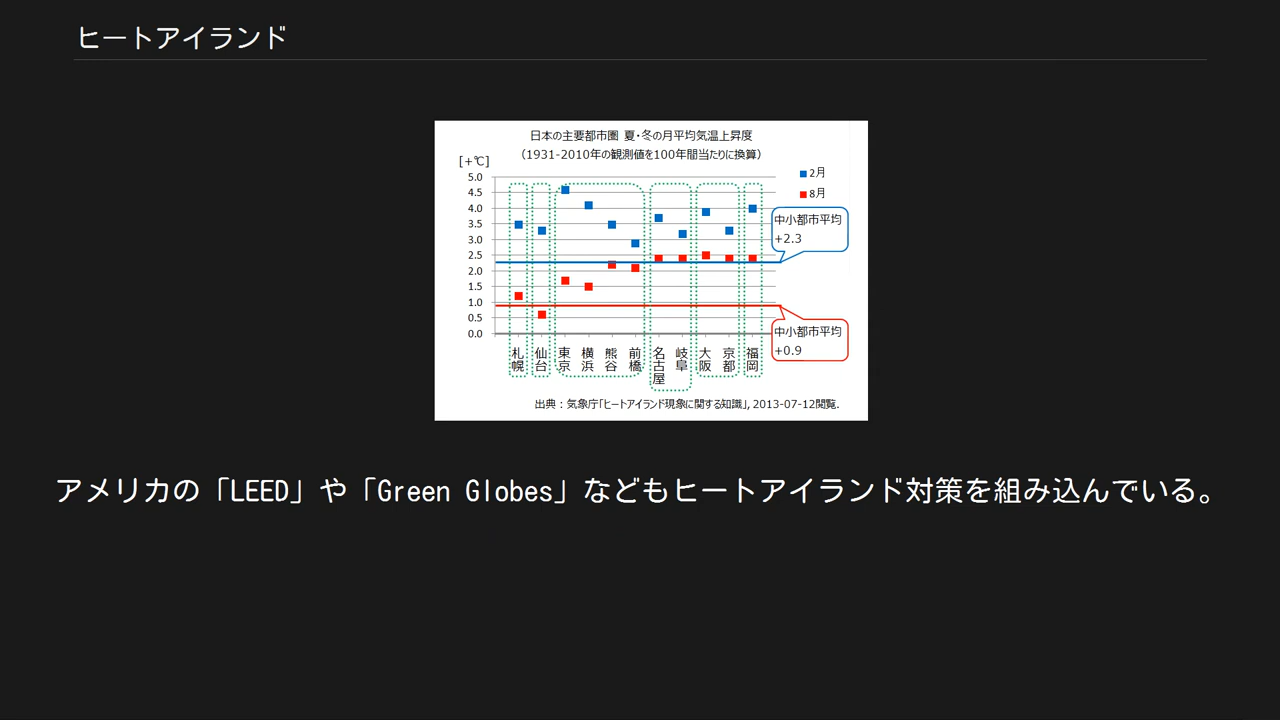 ヒートアイランド
日本の主要都市圏 夏・冬の月平均気温上昇度
（1931-2010年の観測値を100年間当たりに換算）
[+℃]
2月
8月
5.0
4.5
4.0
3.5
3.0
2.5
2.0
1.5
1.0
0.5
0.0
中小都市平均
+2.3
中小都市平均
+0.9
札幌
仙台
東京
横浜
熊谷
前橋
名古屋
岐阜
大阪
京都
福岡
出典：気象庁「ヒートアイランド現象に関する知識」, 2013-07-12閲覧.
アメリカの「LEED」や「Green Globes」などもヒートアイランド対策を組み込んでいる。